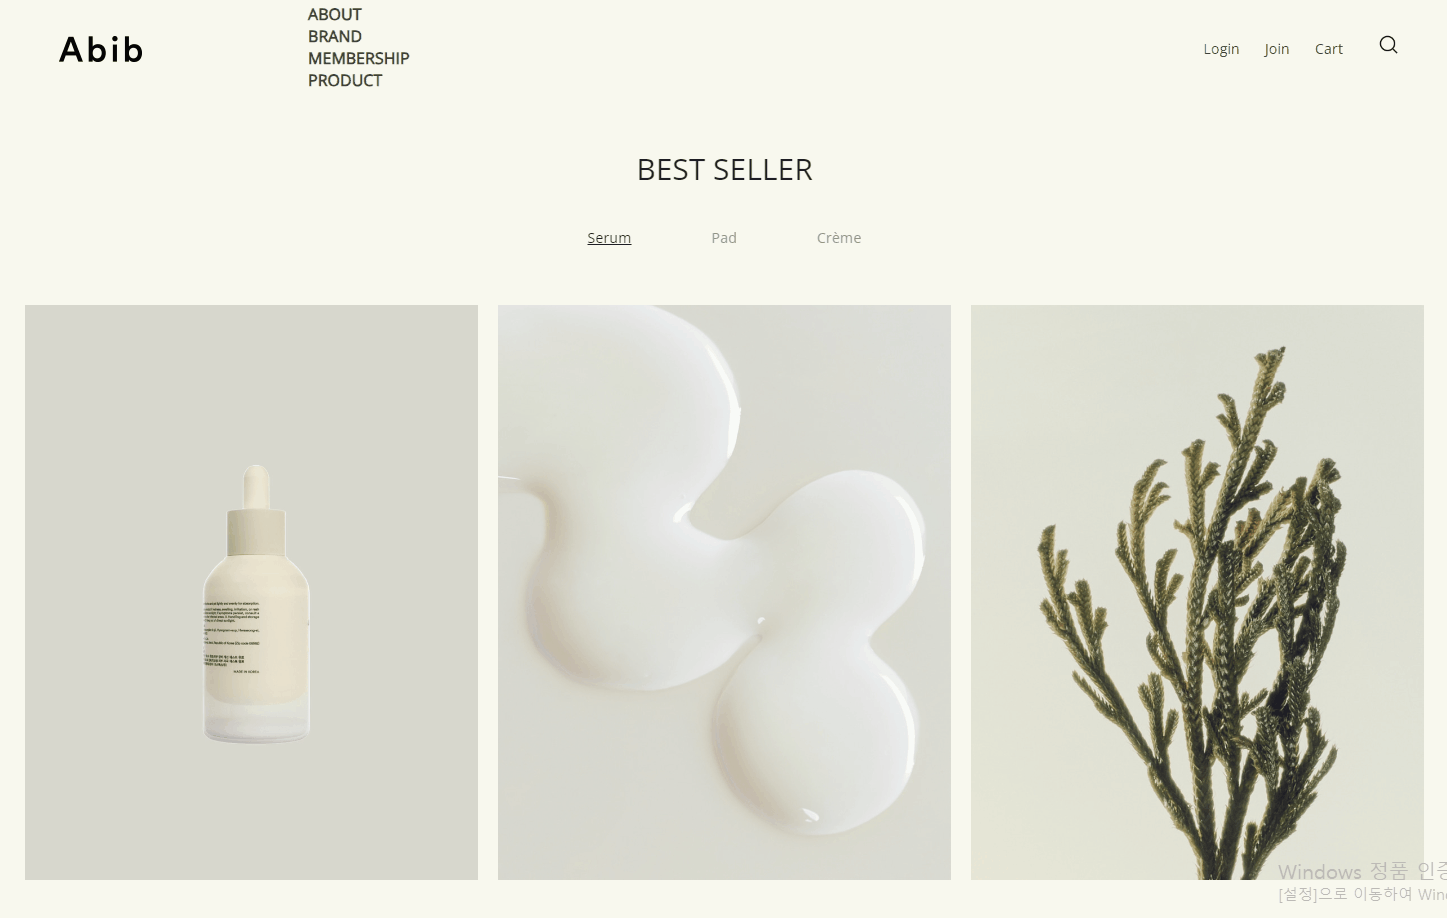 Abib
ABOUT
BRAND
MEMBERSHIP
PRODUCT
Login Join Cart
BEST SELLER
Serum Pad Crème
MADE IN KOREA
Windows 정품 인증
[설정]으로 이동하여